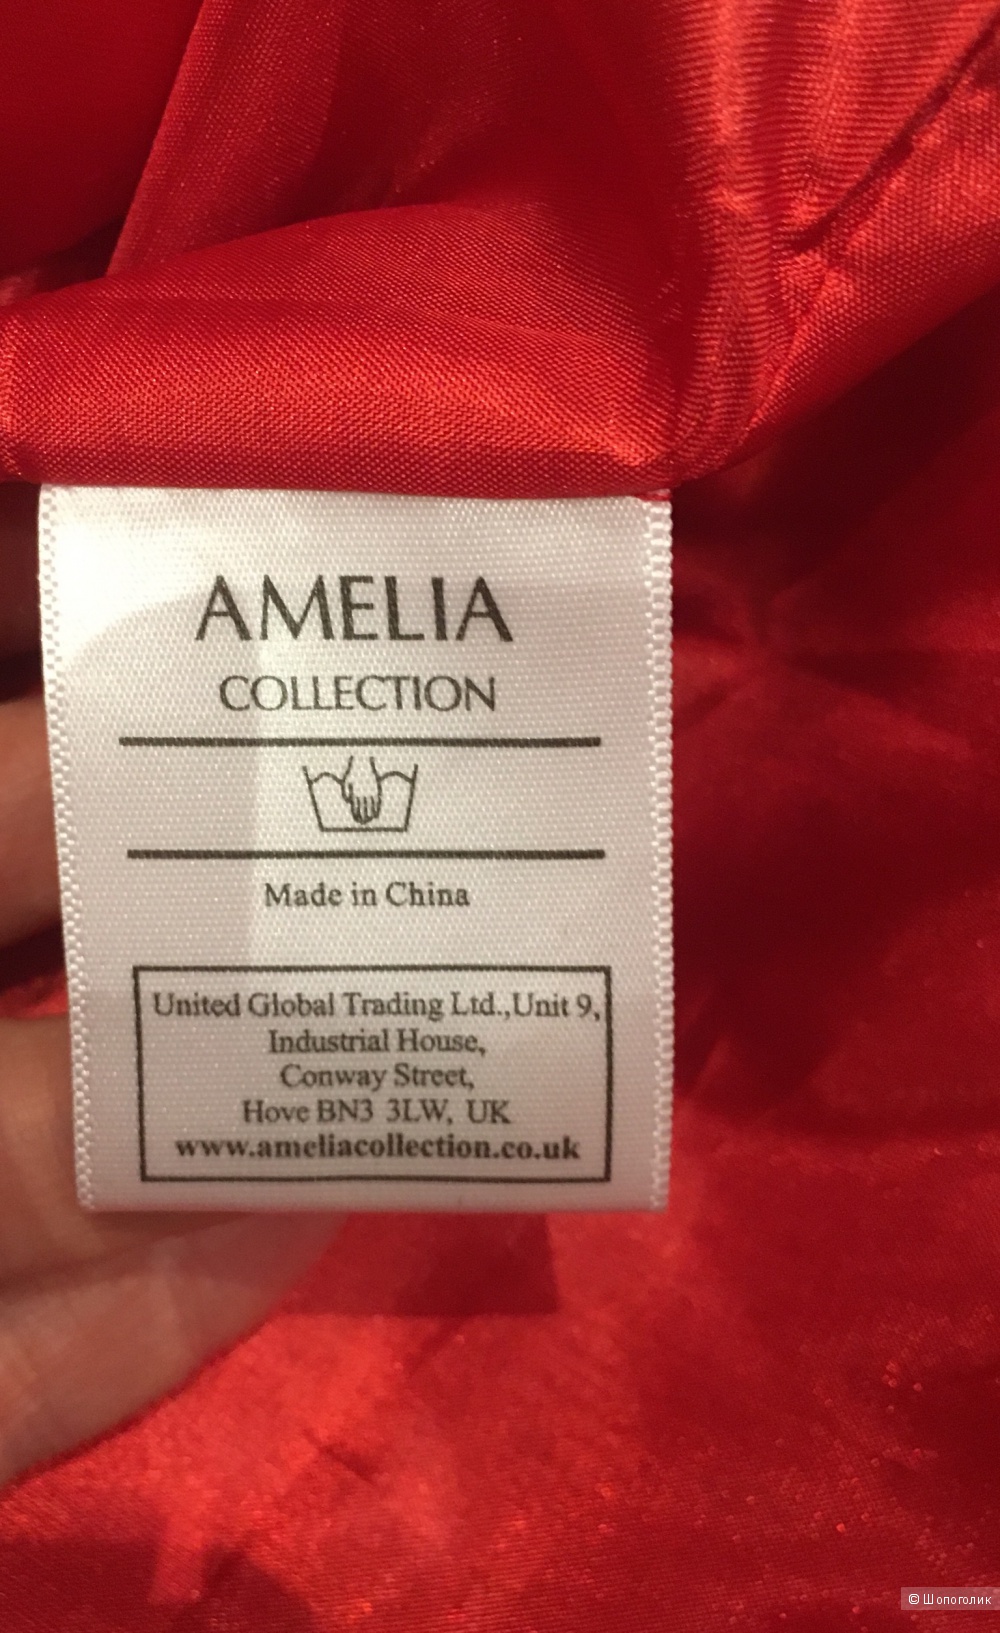 AMELIA
COLLECTION
Made in China
United Global Trading Ltd.,Unit 9,
Industrial House,
Conway Street,
Hove BN3 3LW, UK
www.ameliacollection.co.uk
© Шопоголик